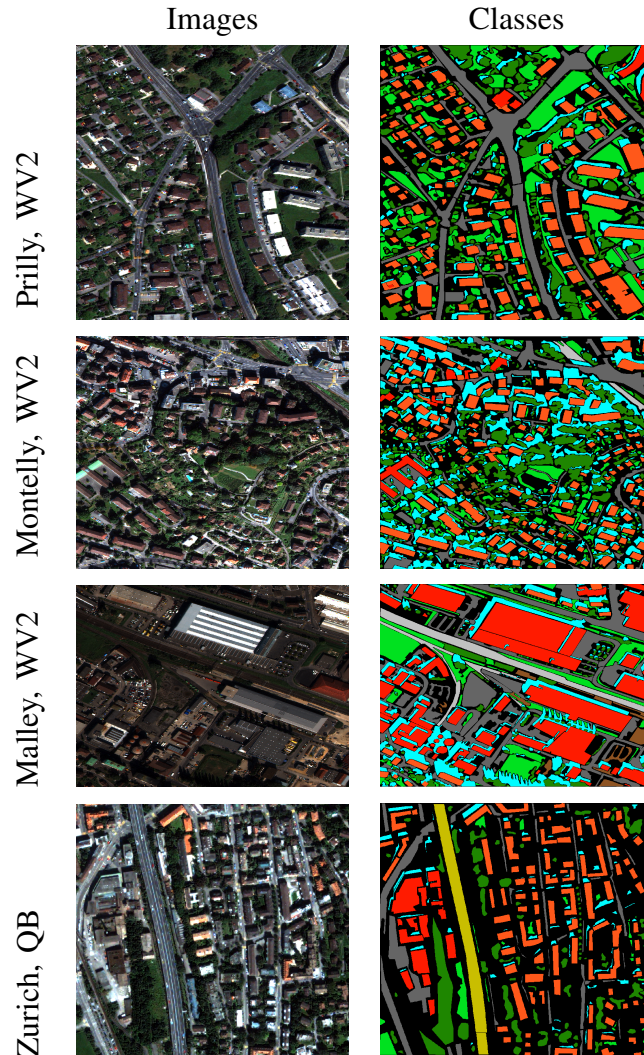 Images
Classes
Prilly, WV2
Montelly, WV2
Malley, WV2
Zurich, QB